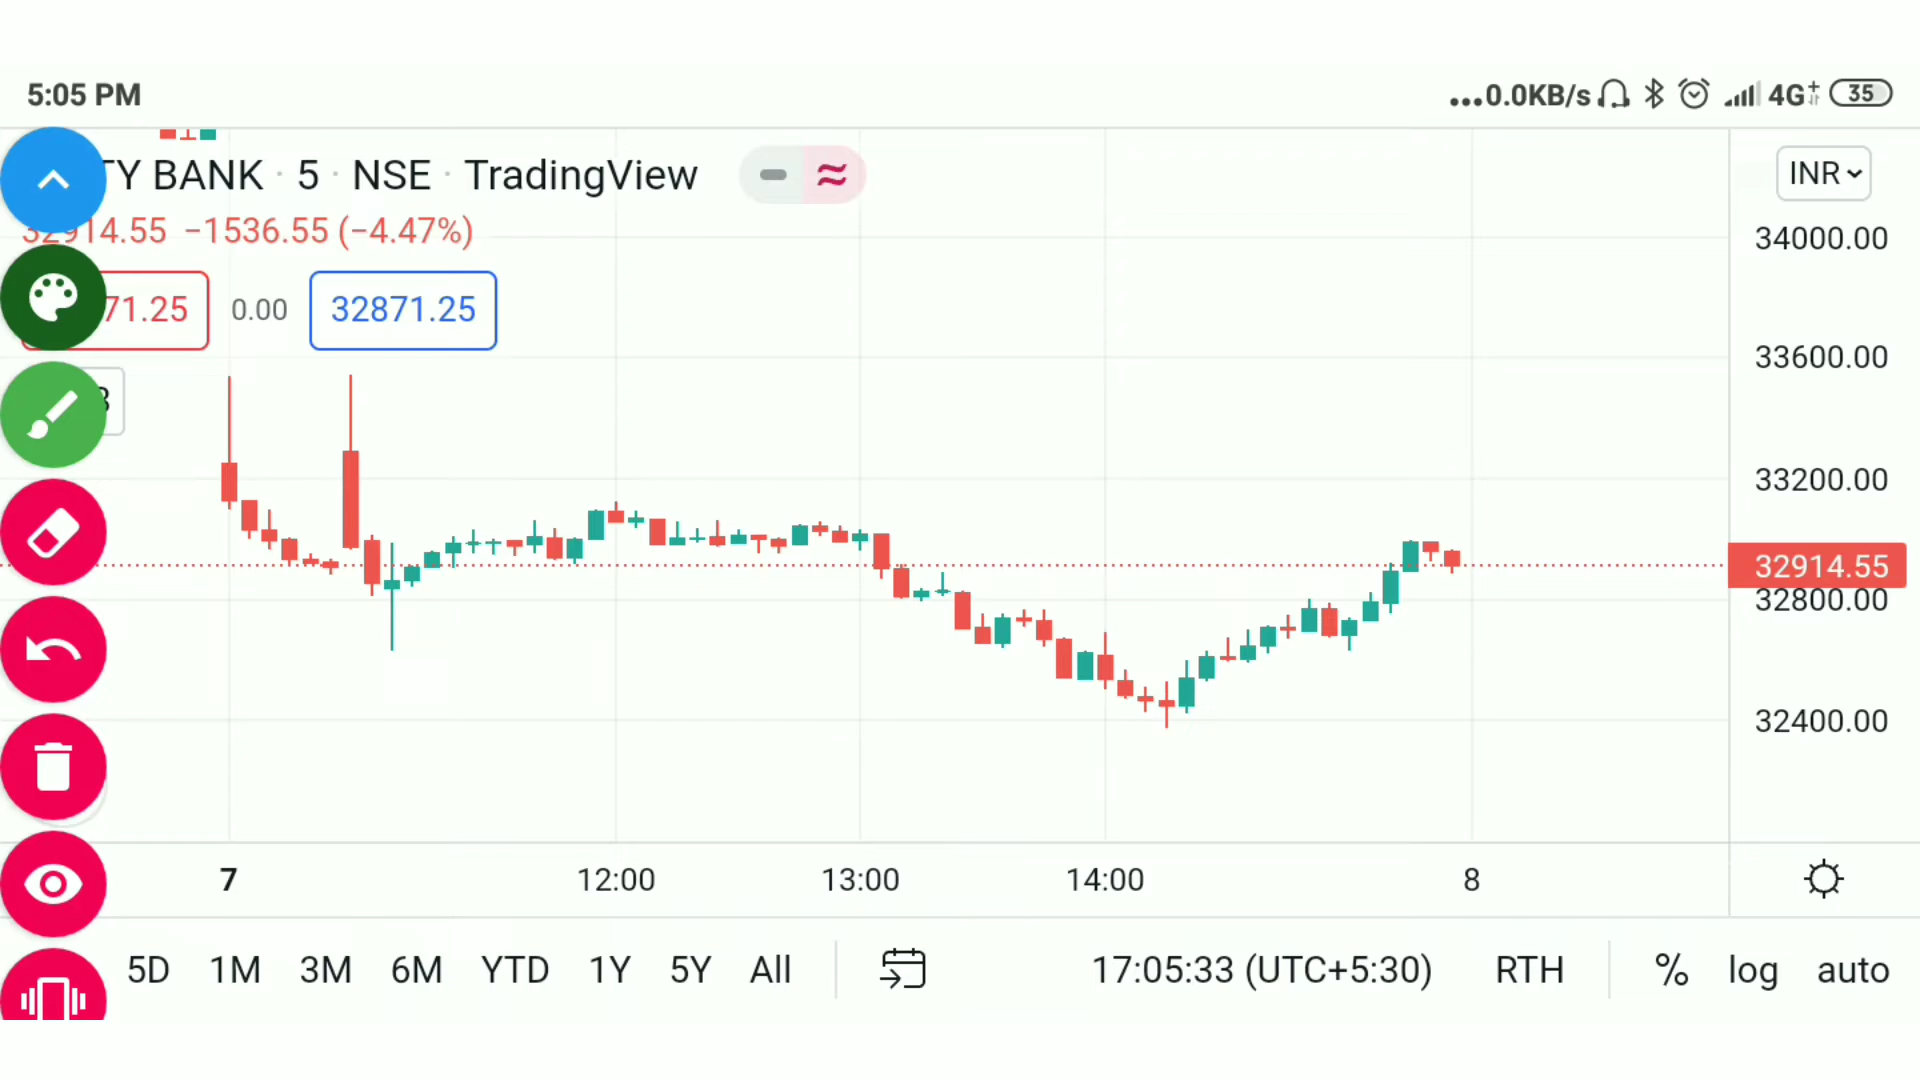 5:05 PM
...0.0KB/s 4G+ 35
TY BANK · 5 · NSE · TradingView
INR
32914.55 −1536.55 (−4.47%)
34000.00
71.25 0.00 32871.25
33600.00
33200.00
32914.55
32800.00
32400.00
7 12:00 13:00 14:00 8
5D 1M 3M 6M YTD 1Y 5Y All 17:05:33 (UTC+5:30) RTH % log auto